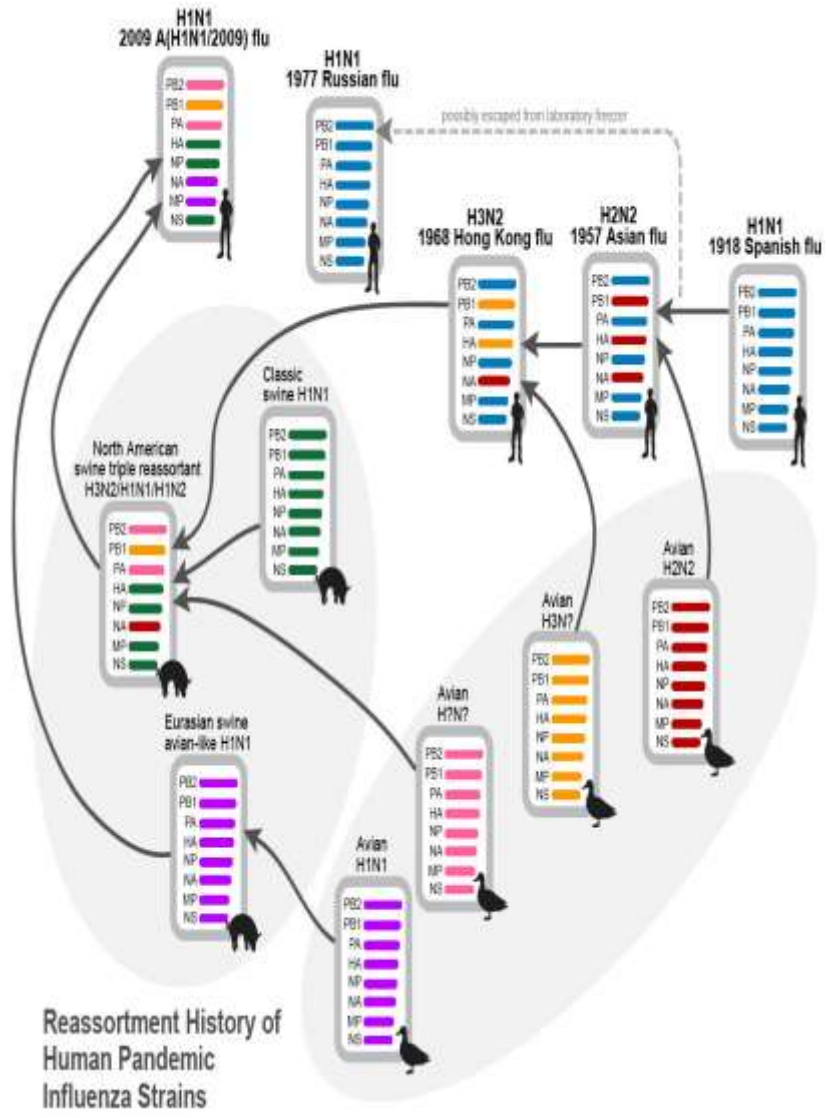 H1N1
2009 A(H1N1/2009) flu
PB2
PB1
PA
HA
NP
NA
MP
NS
H1N1
1977 Russian flu
PB2
PB1
PA
HA
NP
NA
MP
NS
possibly escaped from laboratory freezer
H3N2
1968 Hong Kong flu
PB2
PB1
PA
HA
NP
NA
MP
NS
H2N2
1957 Asian flu
PB2
PB1
PA
HA
NP
NA
MP
NS
H1N1
1918 Spanish flu
PB2
PB1
PA
HA
NP
NA
MP
NS
Classic
swine H1N1
PB2
PB1
PA
HA
NP
NA
MP
NS
North American
swine triple reassortant
H3N2/H1N1/H1N2
PB2
PB1
PA
HA
NP
NA
MP
NS
Avian
H2N2
PB2
PB1
PA
HA
NP
NA
MP
NS
Avian
H3N?
PB2
PB1
PA
HA
NP
NA
MP
NS
Avian
H?N?
PB2
PB1
PA
HA
NP
NA
MP
NS
Eurasian swine
avian-like H1N1
PB2
PB1
PA
HA
NP
NA
MP
NS
Avian
H1N1
PB2
PB1
PA
HA
NP
NA
MP
NS
Reassortment History of
Human Pandemic
Influenza Strains